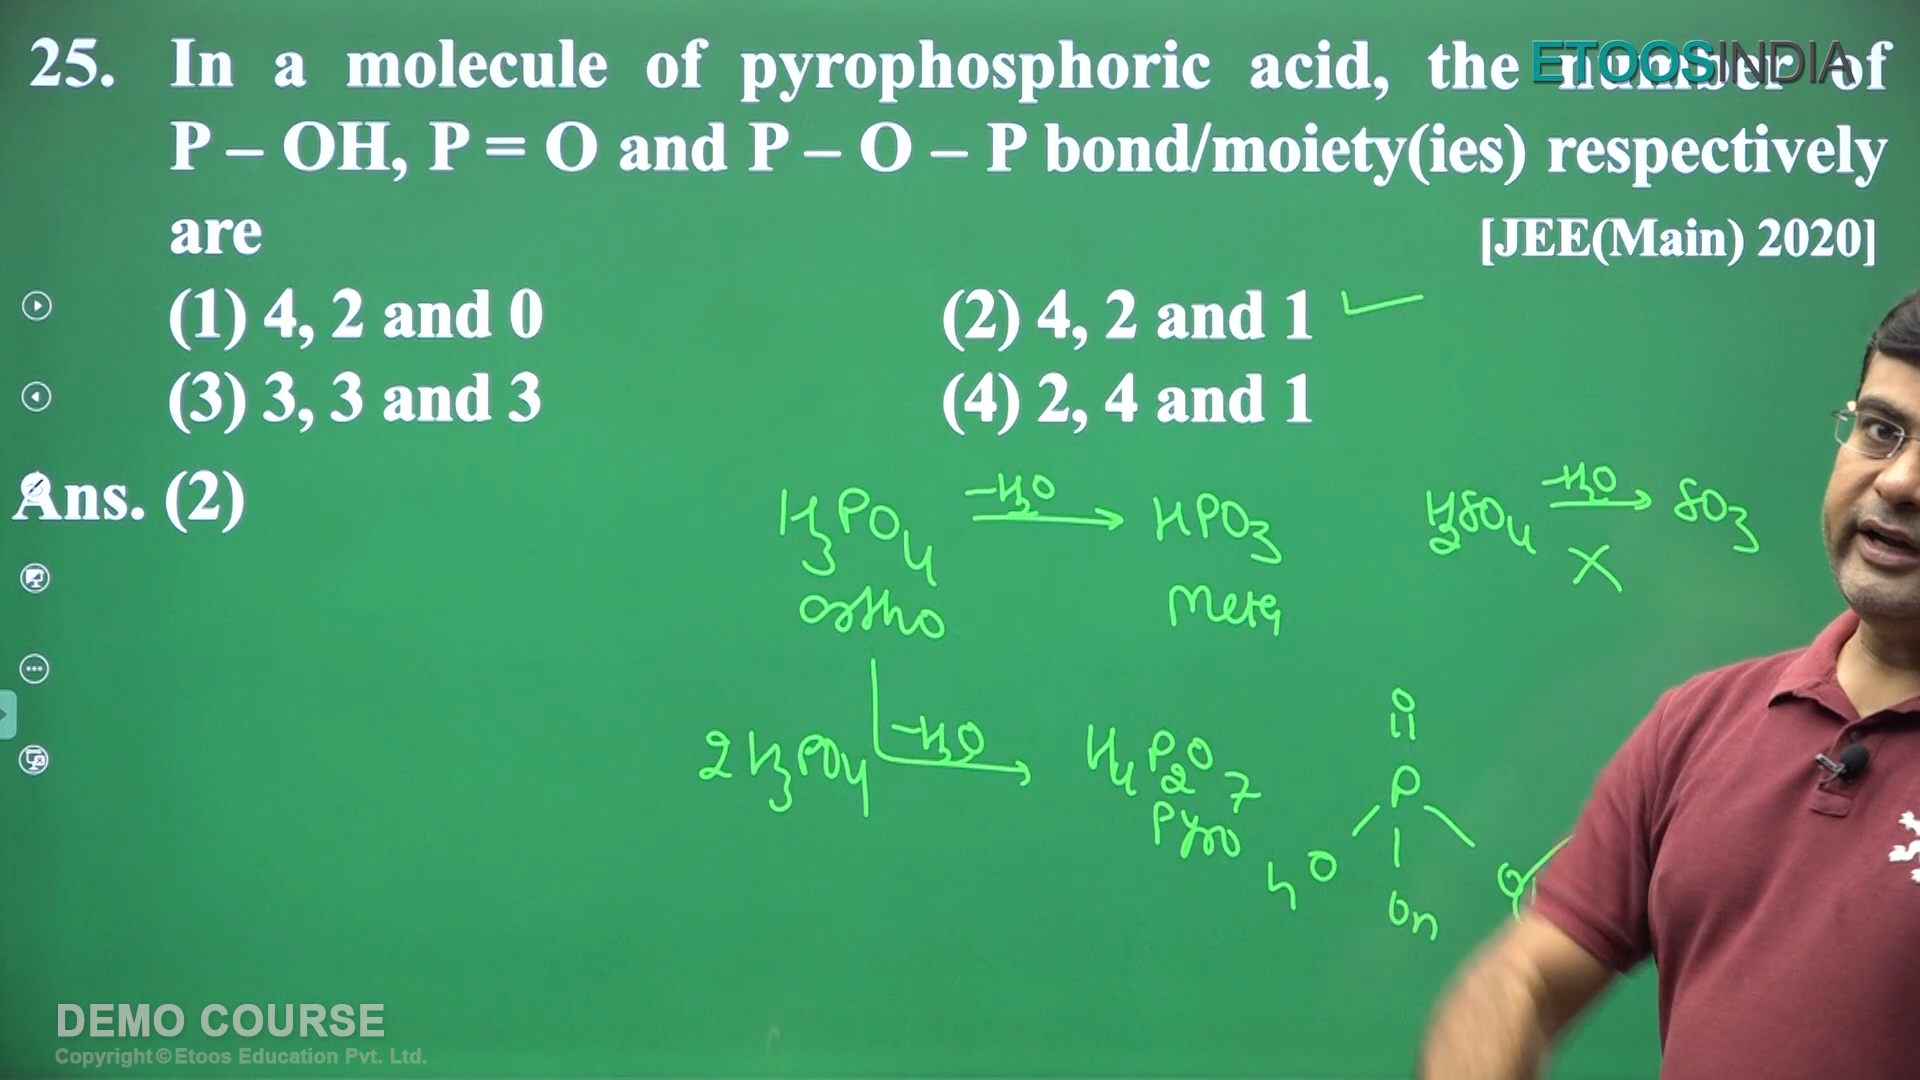 25. In a molecule of pyrophosphoric acid, the number of
ETOOSINDIA
P – OH, P = O and P – O – P bond/moiety(ies) respectively
are [JEE(Main) 2020]
(1) 4, 2 and 0 (2) 4, 2 and 1
(3) 3, 3 and 3 (4) 2, 4 and 1
Ans. (2)
H3PO4 –H2O HPO3 H2SO4 –H2O SO3
ortho Meta X
2H3PO4 –H2O H4P2O7
Pyro
O
P
HO OH O
DEMO COURSE
Copyright©Etoos Education Pvt. Ltd.